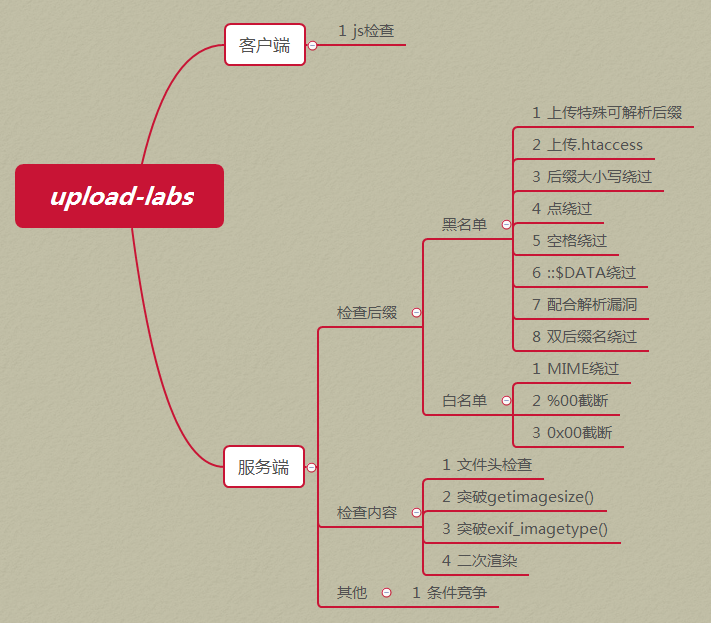 upload-labs
客户端
1 js检查
服务端
检查后缀
黑名单
1 上传特殊可解析后缀
2 上传.htaccess
3 后缀大小写绕过
4 点绕过
5 空格绕过
6 ::$DATA绕过
7 配合解析漏洞
8 双后缀名绕过
白名单
1 MIME绕过
2 %00截断
3 0x00截断
检查内容
1 文件头检查
2 突破getimagesize()
3 突破exif_imagetype()
4 二次渲染
其他
1 条件竞争